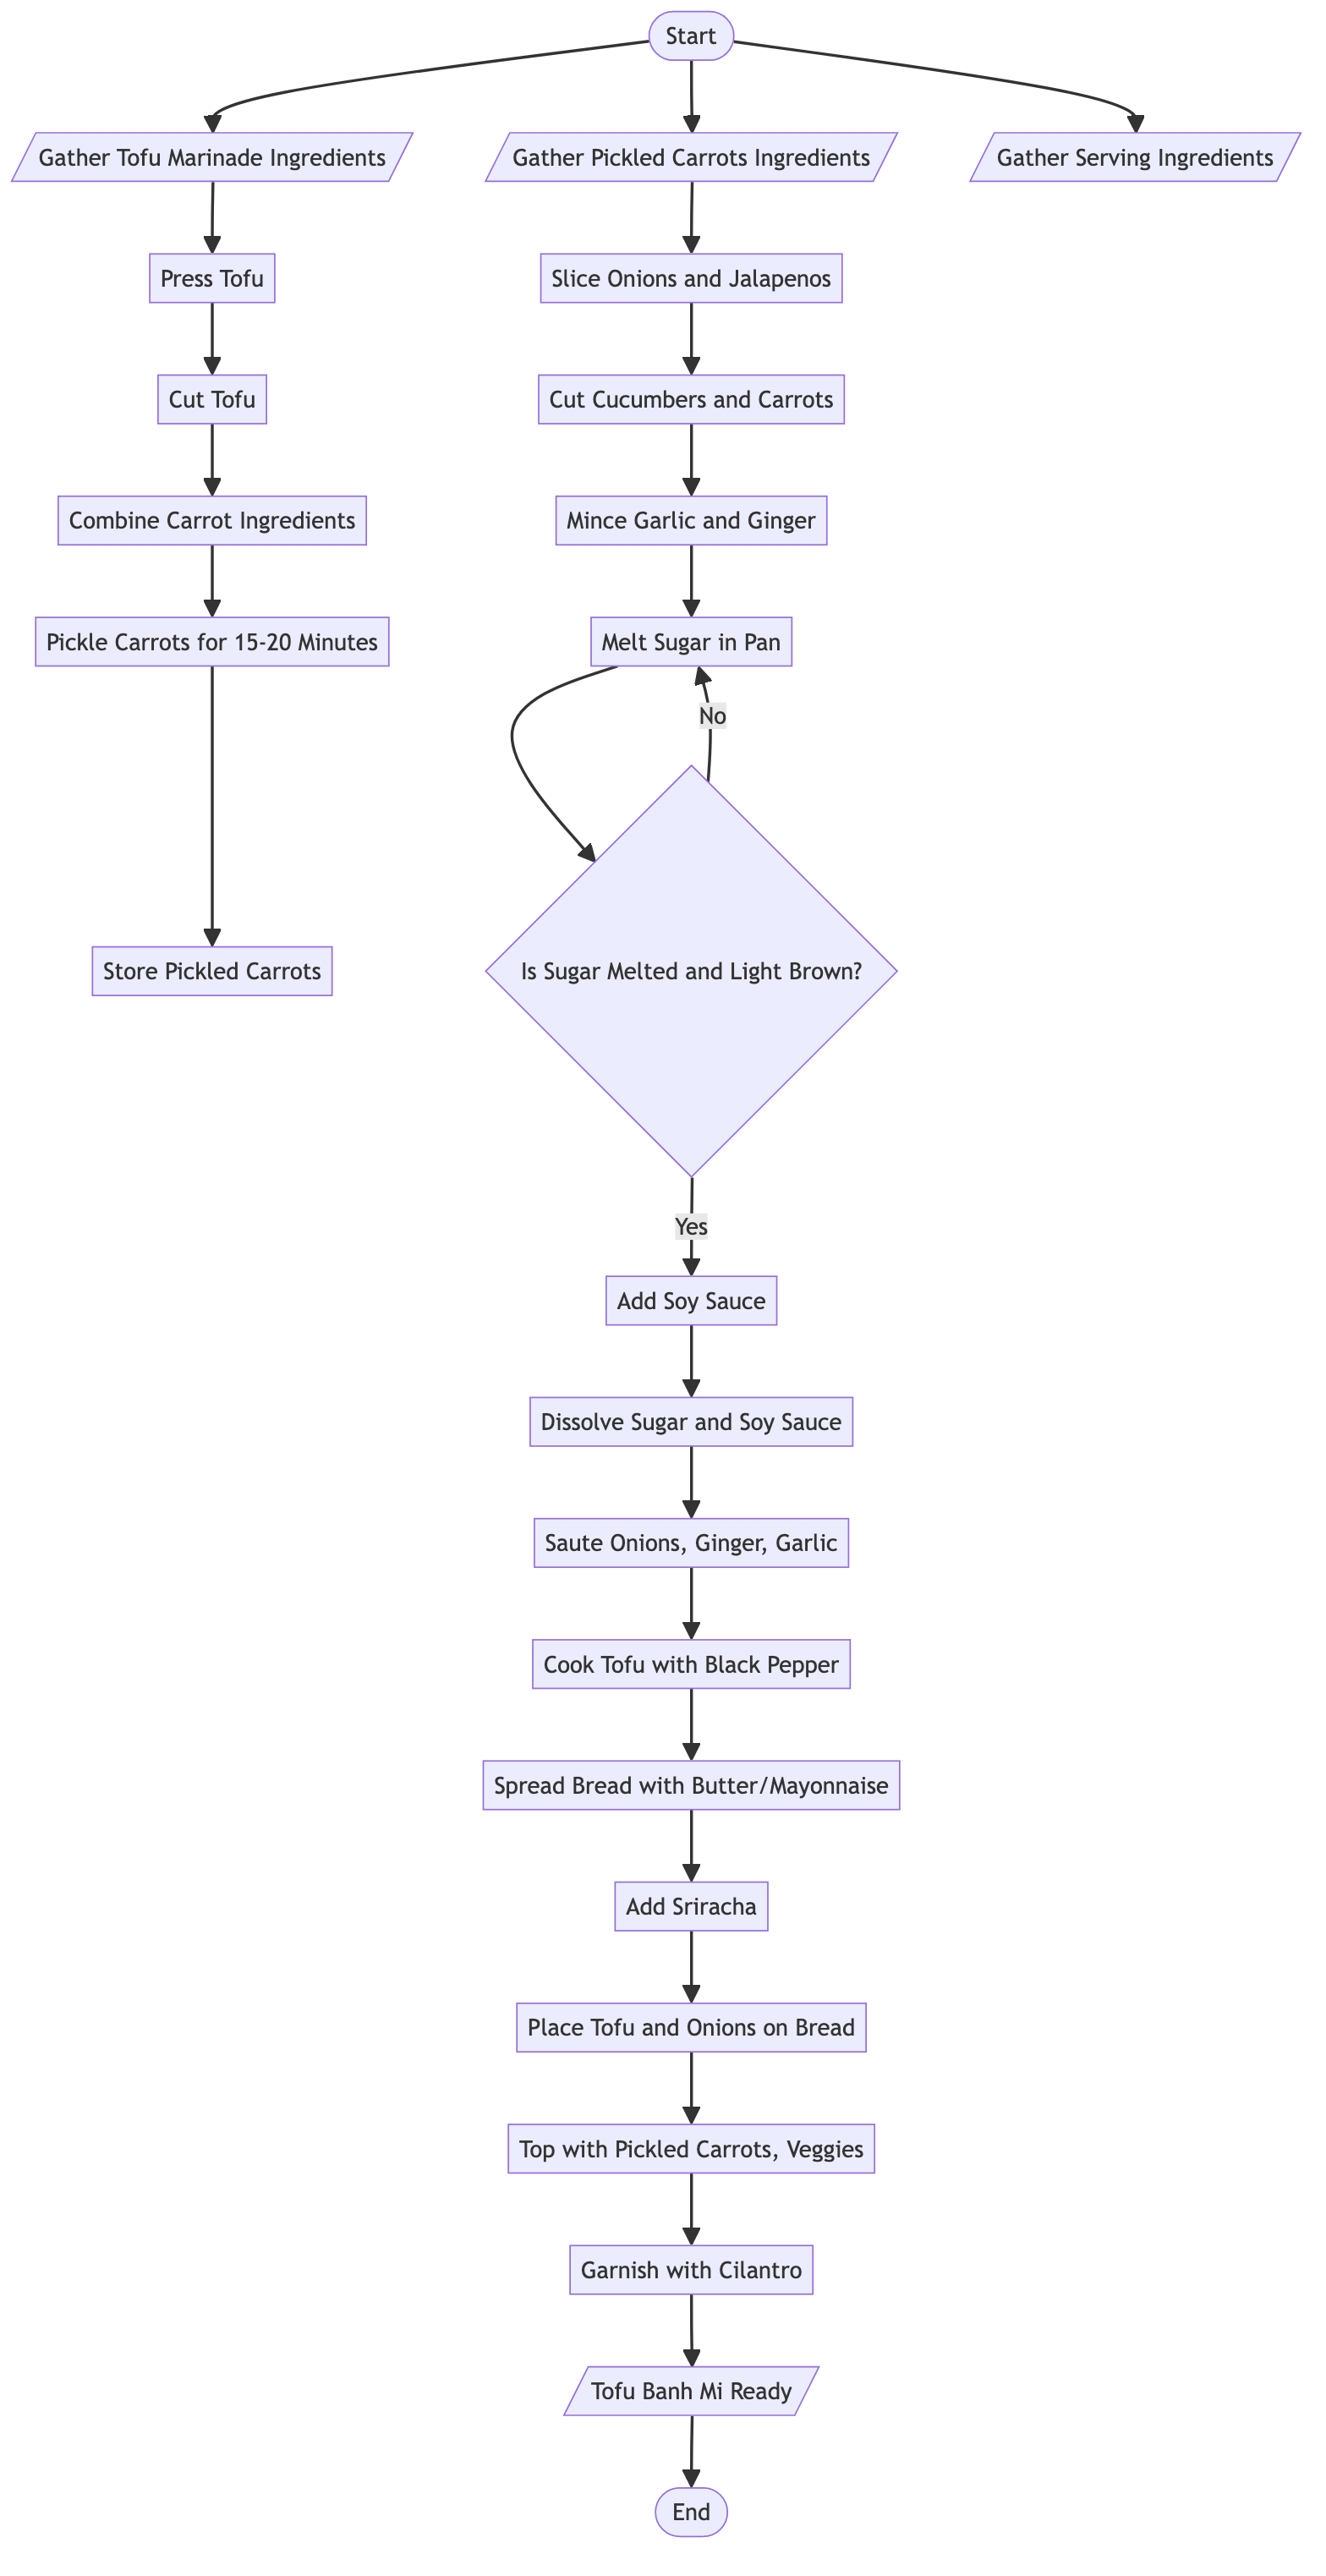 Start
Gather Tofu Marinade Ingredients
Gather Pickled Carrots Ingredients
Gather Serving Ingredients
Press Tofu
Slice Onions and Jalapenos
Cut Tofu
Cut Cucumbers and Carrots
Combine Carrot Ingredients
Mince Garlic and Ginger
Pickle Carrots for 15-20 Minutes
Melt Sugar in Pan
No
Store Pickled Carrots
Is Sugar Melted and Light Brown?
Yes
Add Soy Sauce
Dissolve Sugar and Soy Sauce
Saute Onions, Ginger, Garlic
Cook Tofu with Black Pepper
Spread Bread with Butter/Mayonnaise
Add Sriracha
Place Tofu and Onions on Bread
Top with Pickled Carrots, Veggies
Garnish with Cilantro
Tofu Banh Mi Ready
End